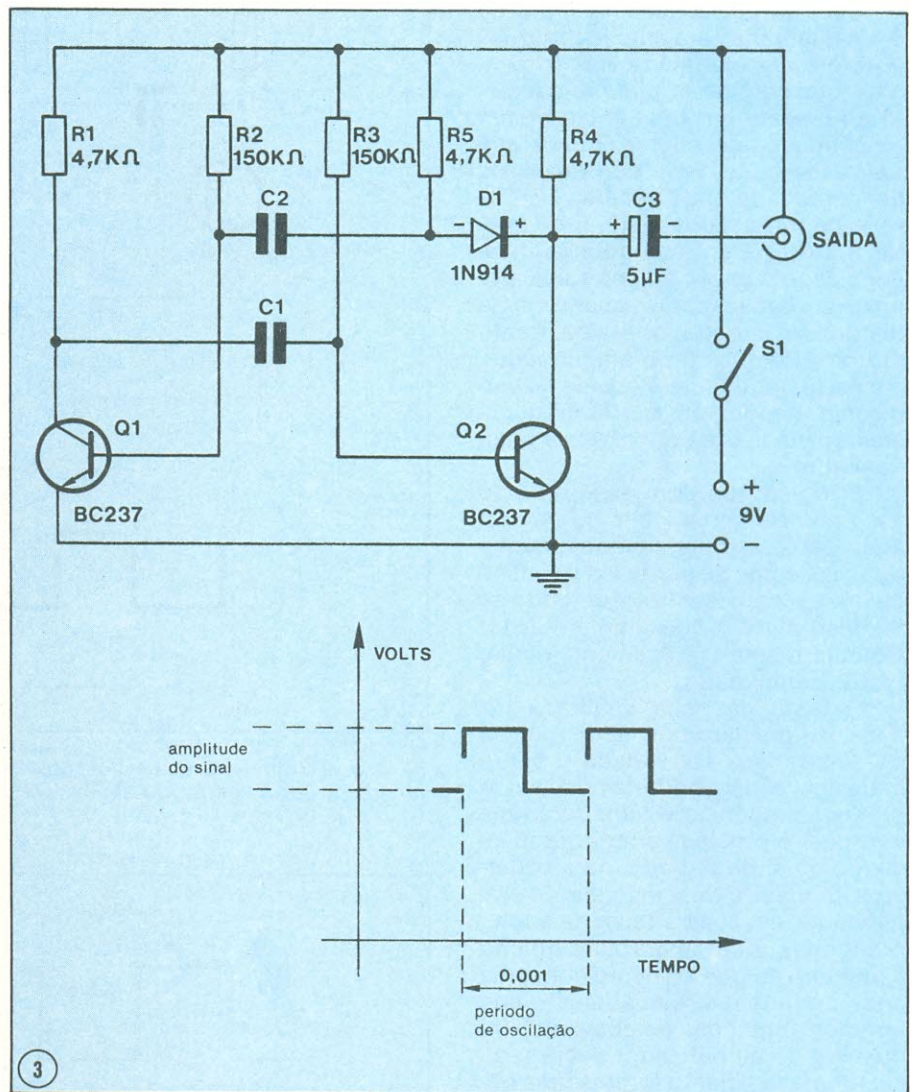 R1
4,7KΩ
R2
150KΩ
R3
150KΩ
R5
4,7KΩ
R4
4,7KΩ
C2
D1
- +
1N914
C3
+ -
5µF
SAIDA
C1
S1
Q1
BC237
Q2
BC237
+
9V
-
VOLTS
amplitude
do sinal
0,001
TEMPO
período
de oscilação
3